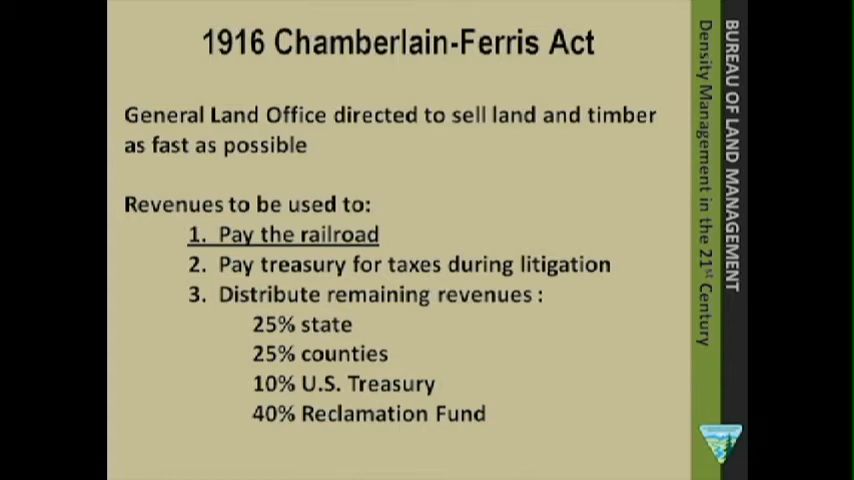 1916 Chamberlain-Ferris Act
General Land Office directed to sell land and timber
as fast as possible
Revenues to be used to:
1. Pay the railroad
2. Pay treasury for taxes during litigation
3. Distribute remaining revenues :
25% state
25% counties
10% U.S. Treasury
40% Reclamation Fund
BUREAU OF LAND MANAGEMENT
Density Management in the 21st Century